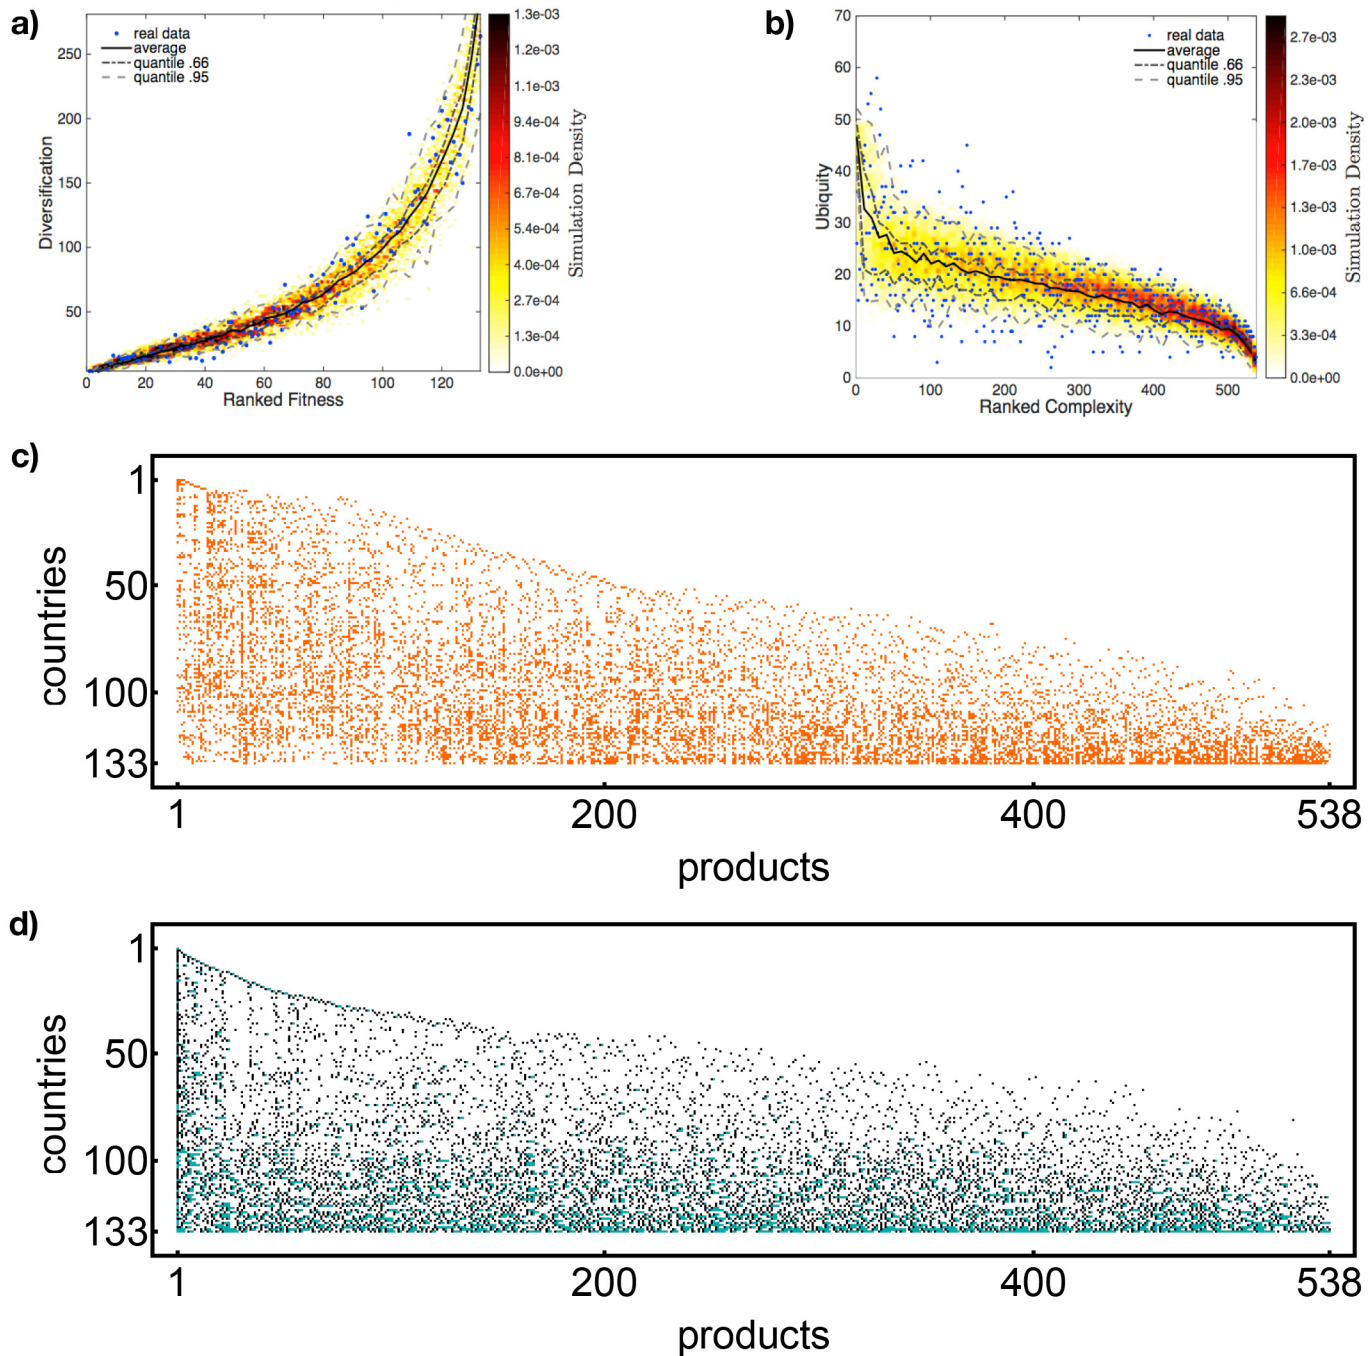 a)
250
200
150
100
50
Diversification
real data
average
quantile .66
quantile .95
0
20
40
60
80
100
120
Ranked Fitness
1.3e-03
1.2e-03
1.1e-03
9.4e-04
8.1e-04
6.7e-04
5.4e-04
4.0e-04
2.7e-04
1.3e-04
0.0e+00
Simulation Density
b)
70
60
50
40
30
20
10
0
Ubiquity
real data
average
quantile .66
quantile .95
0
100
200
300
400
500
Ranked Complexity
2.7e-03
2.3e-03
2.0e-03
1.7e-03
1.3e-03
1.0e-03
6.6e-04
3.3e-04
0.0e+00
Simulation Density
c)
1
50
100
133
countries
1
200
400
538
products
d)
1
50
100
133
countries
1
200
400
538
products